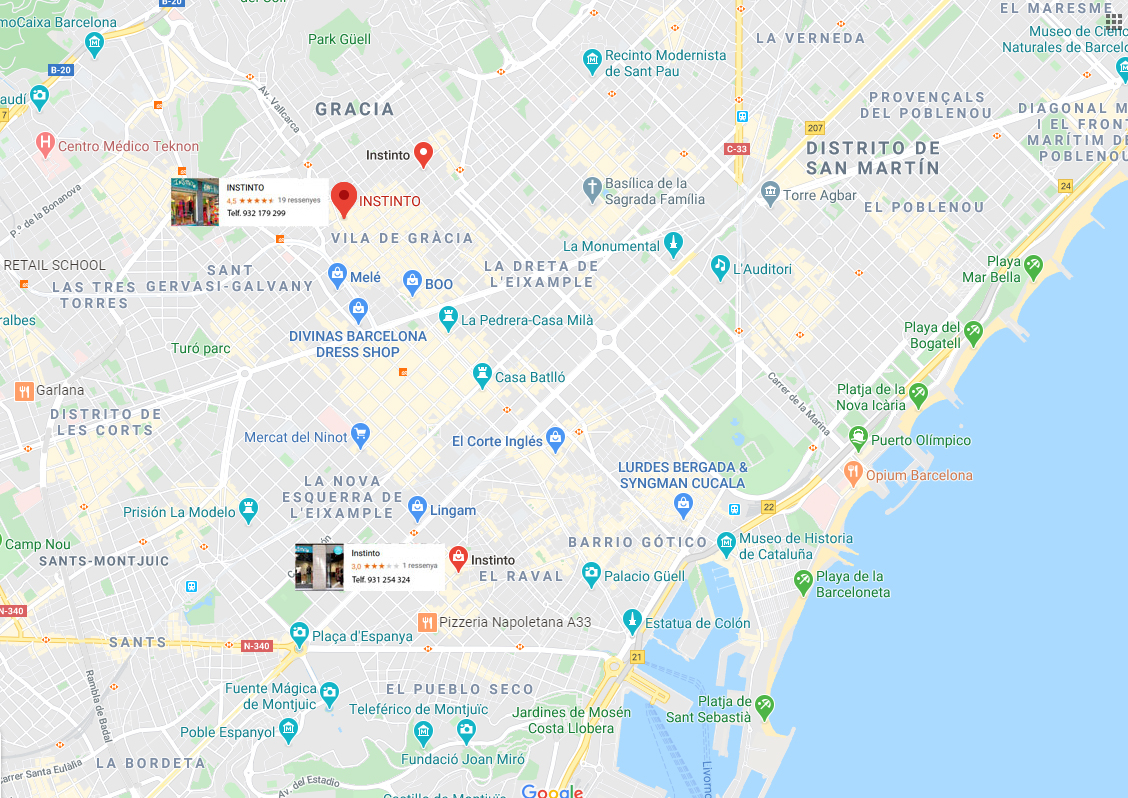 moCaixa Barcelona
B-20
Park Güell
EL MARESME
Museo de Cienc
Naturales de Barcelo
LA VERNEDA
Recinto Modernista
de Sant Pau
B-20
audí
7
Av. Vallcarca
GRACIA
PROVENÇALS
DEL POBLENOU
DIAGONAL M
I EL FRONT
MARÍTIM DE
POBLENOU
207
C-33
DISTRITO DE
SAN MARTÍN
Centro Médico Teknon
Instinto
24
INSTINTO
4,5
19 ressenyes
Telf. 932 179 299
INSTINTO
Basílica de la
Sagrada Família
Torre Agbar
EL POBLENOU
P.º de la Bonanova
VILA DE GRÀCIA
La Monumental
RETAIL SCHOOL
SANT
GERVASI-GALVANY
LAS TRES
TORRES
LA DRETA DE
L'EIXAMPLE
L'Auditori
Playa
Mar Bella
Melé
BOO
ralbes
DIVINAS BARCELONA
DRESS SHOP
La Pedrera-Casa Milà
Playa del
Bogatell
Turó parc
Casa Batlló
Garlana
Carrer de la Marina
Platja de la
Nova Icària
DISTRITO DE
LES CORTS
Mercat del Ninot
El Corte Inglés
Puerto Olímpico
LURDES BERGADA &
SYNGMAN CUCALA
Opium Barcelona
LA NOVA
ESQUERRA DE
L'EIXAMPLE
Prisión La Modelo
Lingam
22
Camp Nou
SANTS-MONTJUIC
BARRIO GÓTICO
Museo de Historia
de Cataluña
Instinto
3,0
1 ressenya
Telf. 931 254 324
Instinto
EL RAVAL
Palacio Güell
Playa de la
Barceloneta
N-340
Pizzeria Napoletana A33
Estatua de Colón
SANTS
N-340
Plaça d'Espanya
21
Rambla de Badal
Fuente Mágica
de Montjuic
EL PUEBLO SECO
Teleférico de Montjuïc
Jardines de Mosén
Costa Llobera
Platja de
Sant Sebastià
Poble Espanyol
Fundació Joan Miró
LA BORDETA
Carrer Santa Eulàlia
Av. del Estadio
Livorno
Google